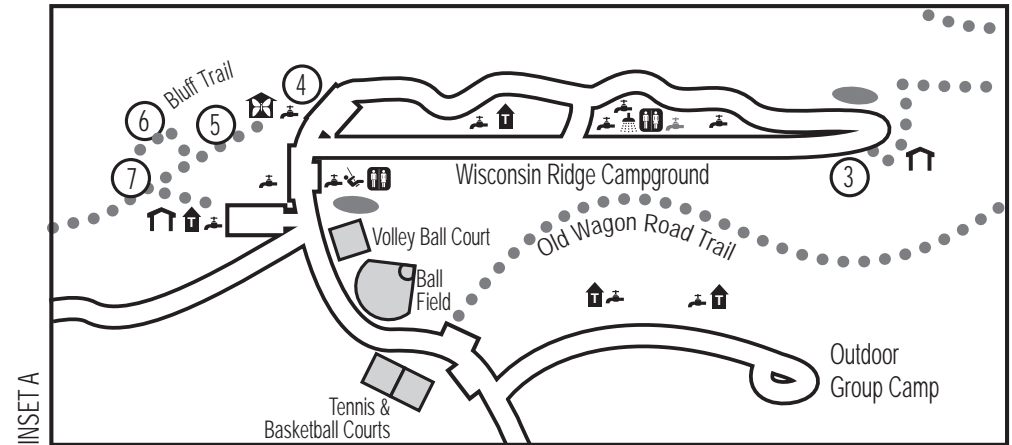 4
Bluff Trail
6
5
7
T
Wisconsin Ridge Campground
3
T
Volley Ball Court
Old Wagon Road Trail
Ball
Field
T
T
Outdoor
Group Camp
Tennis &
Basketball Courts
INSET A